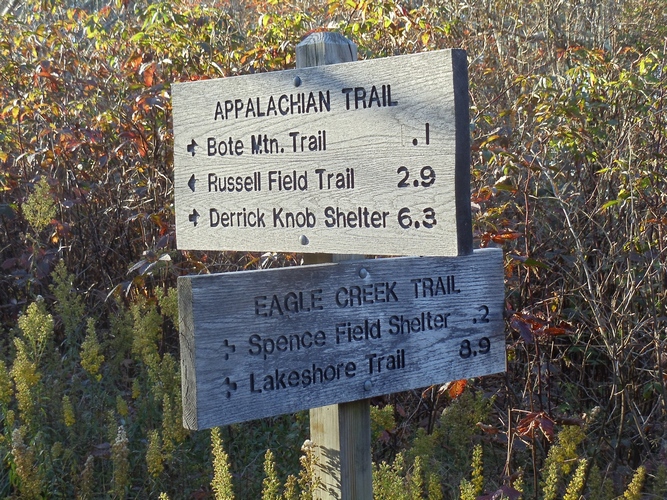 APPALACHIAN TRAIL
Bote Mtn. Trail .1
Russell Field Trail 2.9
Derrick Knob Shelter 6.3
EAGLE CREEK TRAIL
Spence Field Shelter .2
Lakeshore Trail 8.9